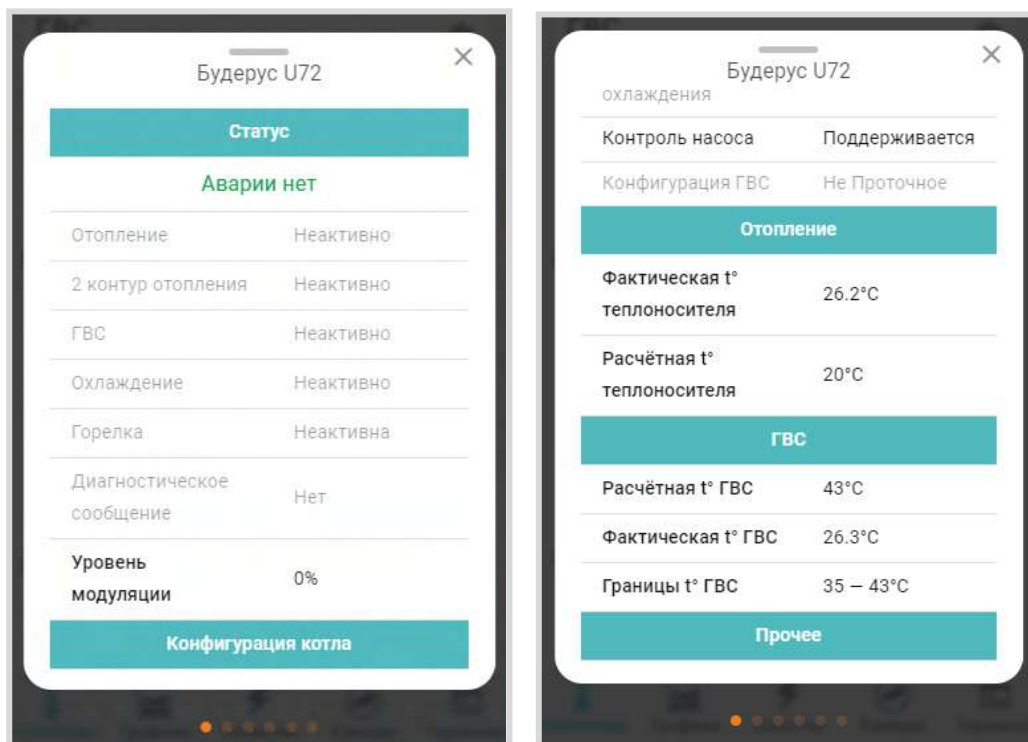 Будерус U72
Статус
Аварии нет
Отопление Неактивно
2 контур отопления Неактивно
ГВС Неактивно
Охлаждение Неактивно
Горелка Неактивна
Диагностическое
сообщение Нет
Уровень
модуляции 0%
Конфигурация котла
Будерус U72
охлаждения
Контроль насоса Поддерживается
Конфигурация ГВС Не Проточное
Отопление
Фактическая t°
теплоносителя 26.2°C
Расчётная t°
теплоносителя 20°C
ГВС
Расчётная t° ГВС 43°C
Фактическая t° ГВС 26.3°C
Границы t° ГВС 35 — 43°C
Прочее